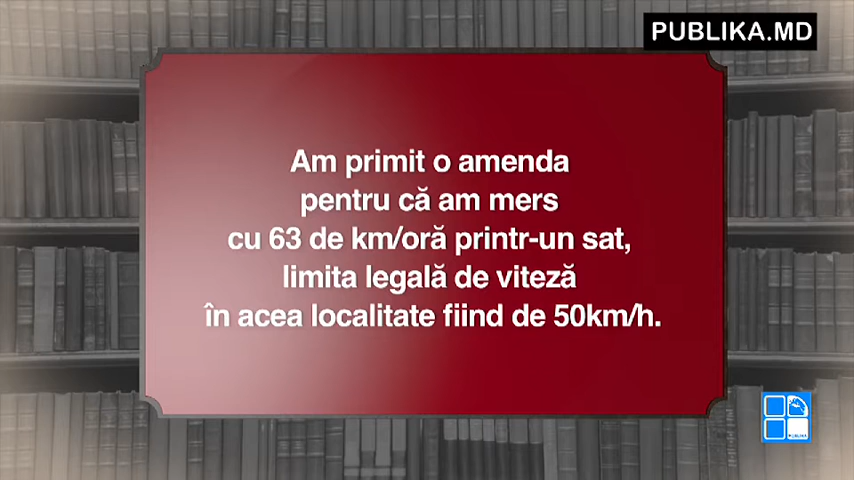 PUBLIKA.MD
Am primit o amenda
pentru că am mers
cu 63 de km/oră printr-un sat,
limita legală de viteză
în acea localitate fiind de 50km/h.
PUBLIKA